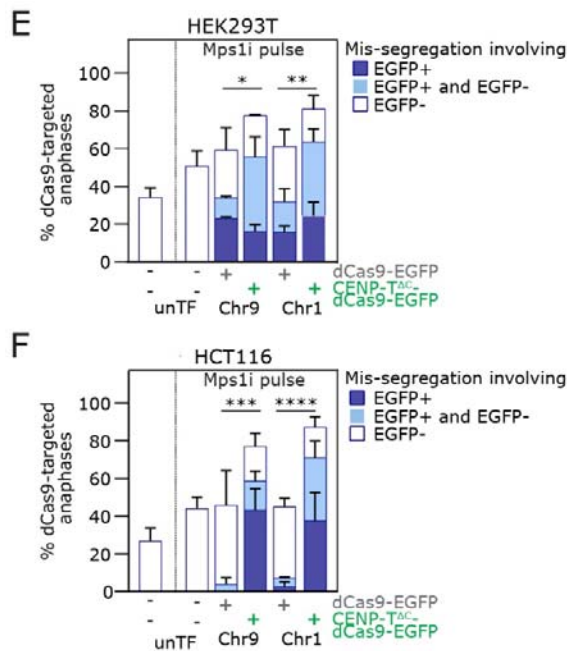 E
HEK293T
Mps1i pulse
* **
% dCas9-targeted
anaphases
100
80
60
40
20
0
Mis-segregation involving
EGFP+
EGFP+ and EGFP-
EGFP-
- - + + + + dCas9-EGFP
- - CENP-TΔC-
dCas9-EGFP
unTF Chr9 Chr1
F
HCT116
Mps1i pulse
*** ****
% dCas9-targeted
anaphases
100
80
60
40
20
0
Mis-segregation involving
EGFP+
EGFP+ and EGFP-
EGFP-
- - + + + + dCas9-EGFP
- - CENP-TΔC-
dCas9-EGFP
unTF Chr9 Chr1